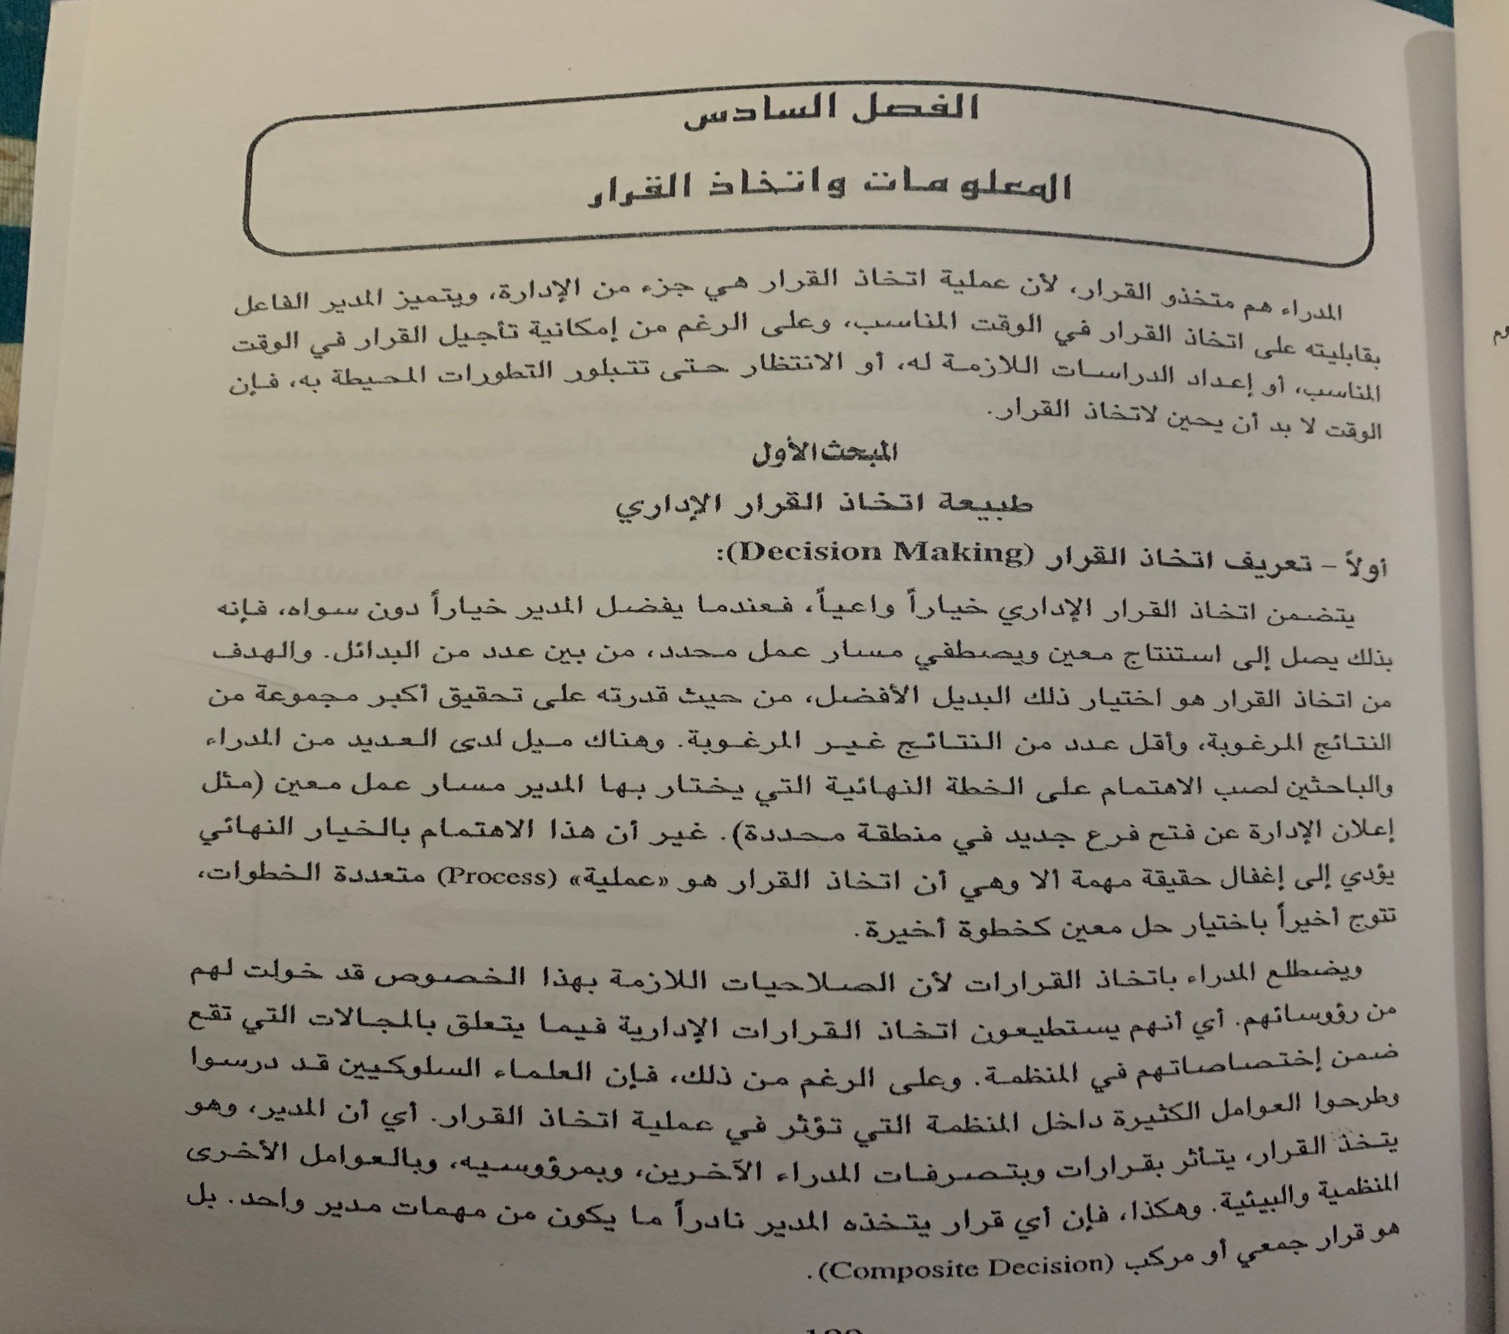 الفصل السادس
المعلومات واتخاذ القرار
المدراء هم متخذو القرار، لأن عملية اتخاذ القرار هي جزء من الإدارة، ويتميز المدير الفاعل
بقابليته على اتخاذ القرار في الوقت المناسب، وعلى الرغم من إمكانية تأجيل القرار في الوقت
المناسب، أو إعداد الدراسات اللازمة له، أو الانتظار حتى تتبلور التطورات المحيطة به، فإن
الوقت لا بد أن يحين لاتخاذ القرار.
المبحث الأول
طبيعة اتخاذ القرار الإداري
أولاً – تعريف اتخاذ القرار (Decision Making):
يتضمن اتخاذ القرار الإداري خياراً واعياً، فعندما يفضل المدير خياراً دون سواه، فإنه
بذلك يصل إلى استنتاج معين ويصطفي مسار عمل محدد، من بين عدد من البدائل. والهدف
من اتخاذ القرار هو اختيار ذلك البديل الأفضل، من حيث قدرته على تحقيق أكبر مجموعة من
النتائج المرغوبة، وأقل عدد من النتائج غير المرغوبة. وهناك ميل لدى العديد من المدراء
والباحثين لصب الاهتمام على الخطة النهائية التي يختار بها المدير مسار عمل معين (مثل
إعلان الإدارة عن فتح فرع جديد في منطقة محددة). غير أن هذا الاهتمام بالخيار النهائي
يؤدي إلى إغفال حقيقة مهمة ألا وهي أن اتخاذ القرار هو «عملية» (Process) متعددة الخطوات،
تتوج أخيراً باختيار حل معين كخطوة أخيرة.
ويضطلع المدراء باتخاذ القرارات لأن الصلاحيات اللازمة بهذا الخصوص قد خولت لهم
من رؤوسائهم. أي أنهم يستطيعون اتخاذ القرارات الإدارية فيما يتعلق بالمجالات التي تقع
ضمن إختصاصاتهم في المنظمة. وعلى الرغم من ذلك، فإن العلماء السلوكيين قد درسوا
وطرحوا العوامل الكثيرة داخل المنظمة التي تؤثر في عملية اتخاذ القرار. أي أن المدير، وهو
يتخذ القرار، يتأثر بقرارات وبتصرفات المدراء الآخرين، وبمرؤوسيه، وبالعوامل الأخرى
المنظمية والبيئية. وهكذا، فإن أي قرار يتخذه المدير نادراً ما يكون من مهمات مدير واحد. بل
هو قرار جمعي أو مركب (Composite Decision).